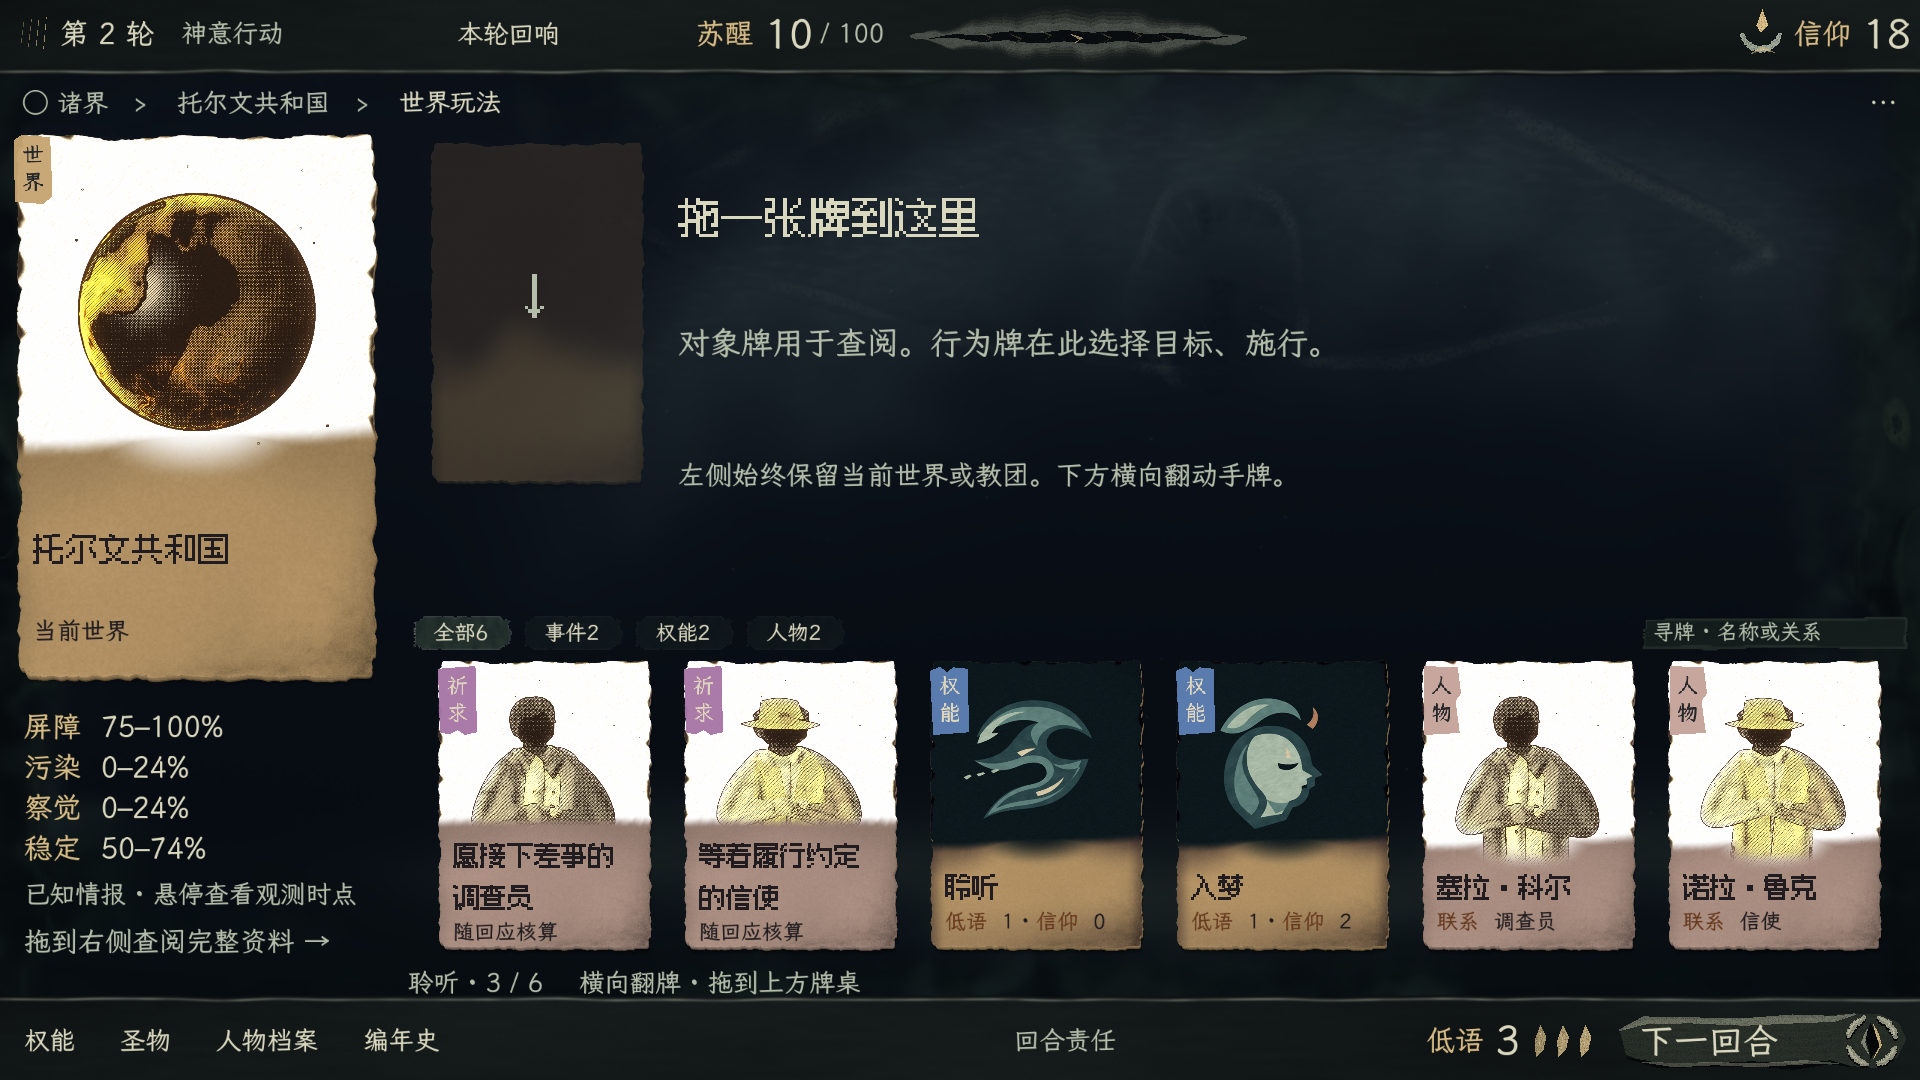 第 2 轮 神意行动 本轮回响 苏醒 10 / 100 信仰 18
诸界 > 托尔文共和国 > 世界玩法 ...
世界
托尔文共和国
当前世界
屏障 75–100%
污染 0–24%
察觉 0–24%
稳定 50–74%
已知情报・悬停查看观测时点
拖到右侧查阅完整资料 →
拖一张牌到这里
对象牌用于查阅。行为牌在此选择目标、施行。
左侧始终保留当前世界或教团。下方横向翻动手牌。
全部6 事件2 权能2 人物2 寻牌・名称或关系
祈求
愿接下差事的
调查员
随回应核算
祈求
等着履行约定
的信使
随回应核算
权能
聆听
低语 1・信仰 0
权能
入梦
低语 1・信仰 2
人物
塞拉・科尔
联系 调查员
人物
诺拉・鲁克
联系 信使
聆听・3 / 6 横向翻牌・拖到上方牌桌
权能 圣物 人物档案 编年史 回合责任 低语 3 下一回合